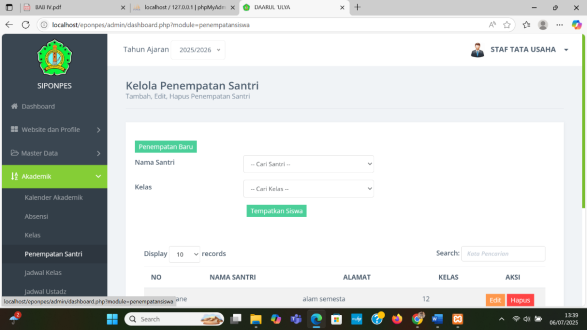 BAB IV.pdf
localhost / 127.0.0.1 | phpMyAdm
DAARUL 'ULYA
localhost/eponpes/admin/dashboard.php?module=penempatansiswa
SIPONPES
Dashboard
Website dan Profile
Master Data
Akademik
Kalender Akademik
Absensi
Kelas
Penempatan Santri
Jadwal Kelas
Jadwal Ustadz
Tahun Ajaran 2025/2026
STAF TATA USAHA
Kelola Penempatan Santri
Tambah, Edit, Hapus Penempatan Santri
Penempatan Baru
Nama Santri -- Cari Santri --
Kelas -- Cari Kelas --
Tempatkan Siswa
Display 10 records
Search: Kata Pencarian
NO NAMA SANTRI ALAMAT KELAS AKSI
alam semesta 12 Edit Hapus
localhost/eponpes/admin/dashboard.php?module=penempatansiswa
Search
13:39
06/07/2025